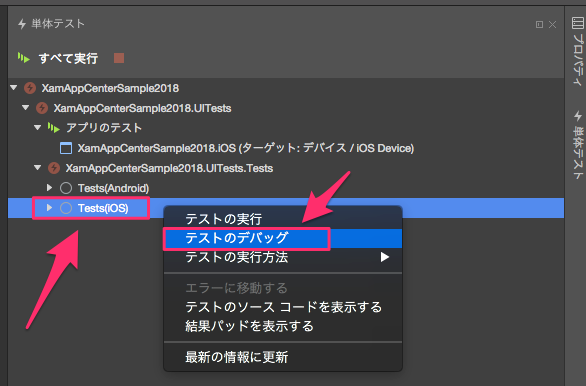 単体テスト
すべて実行
XamAppCenterSample2018
XamAppCenterSample2018.UITests
アプリのテスト
XamAppCenterSample2018.iOS (ターゲット: デバイス / iOS Device)
XamAppCenterSample2018.UITests.Tests
Tests(Android)
Tests(iOS)
テストの実行
テストのデバッグ
テストの実行方法
エラーに移動する
テストのソース コードを表示する
結果パッドを表示する
最新の情報に更新
プロパティ
単体テスト